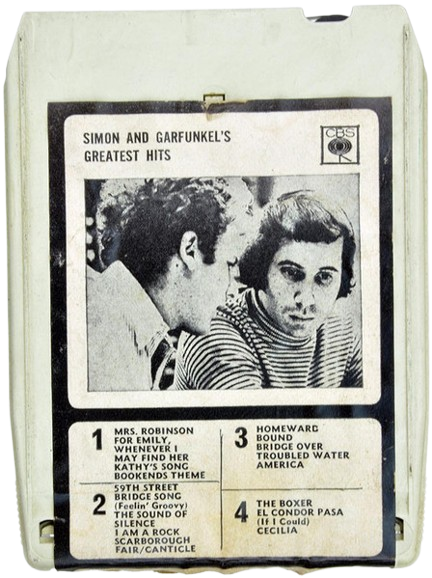 SIMON AND GARFUNKEL'S
GREATEST HITS
CBS
1
MRS. ROBINSON
FOR EMILY,
WHENEVER I
MAY FIND HER
KATHY'S SONG
BOOKENDS THEME
2
59TH STREET
BRIDGE SONG
(Feelin' Groovy)
THE SOUND OF
SILENCE
I AM A ROCK
SCARBOROUGH
FAIR/CANTICLE
3
HOMEWARD
BOUND
BRIDGE OVER
TROUBLED WATER
AMERICA
4
THE BOXER
EL CONDOR PASA
(If I Could)
CECILIA